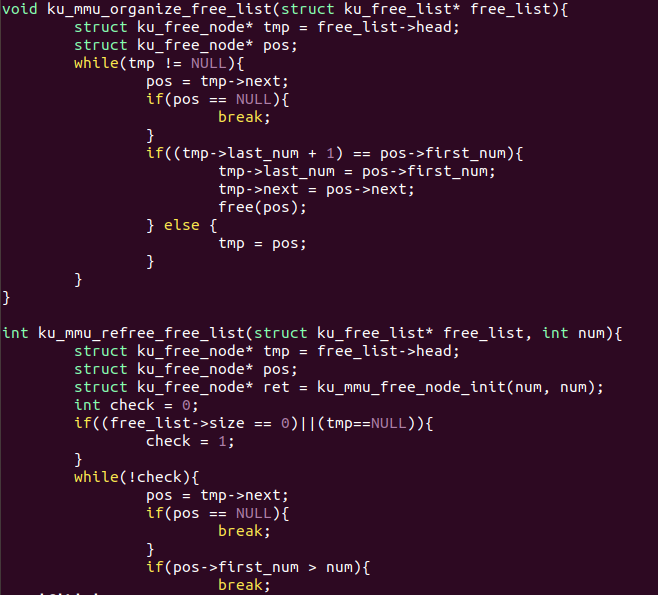 void ku_mmu_organize_free_list(struct ku_free_list* free_list){
        struct ku_free_node* tmp = free_list->head;
        struct ku_free_node* pos;
        while(tmp != NULL){
                pos = tmp->next;
                if(pos == NULL){
                        break;
                }
                if((tmp->last_num + 1) == pos->first_num){
                        tmp->last_num = pos->first_num;
                        tmp->next = pos->next;
                        free(pos);
                } else {
                        tmp = pos;
                }
        }
}

int ku_mmu_refree_free_list(struct ku_free_list* free_list, int num){
        struct ku_free_node* tmp = free_list->head;
        struct ku_free_node* pos;
        struct ku_free_node* ret = ku_mmu_free_node_init(num, num);
        int check = 0;
        if((free_list->size == 0)||(tmp==NULL)){
                check = 1;
        }
        while(!check){
                pos = tmp->next;
                if(pos == NULL){
                        break;
                }
                if(pos->first_num > num){
                        break;